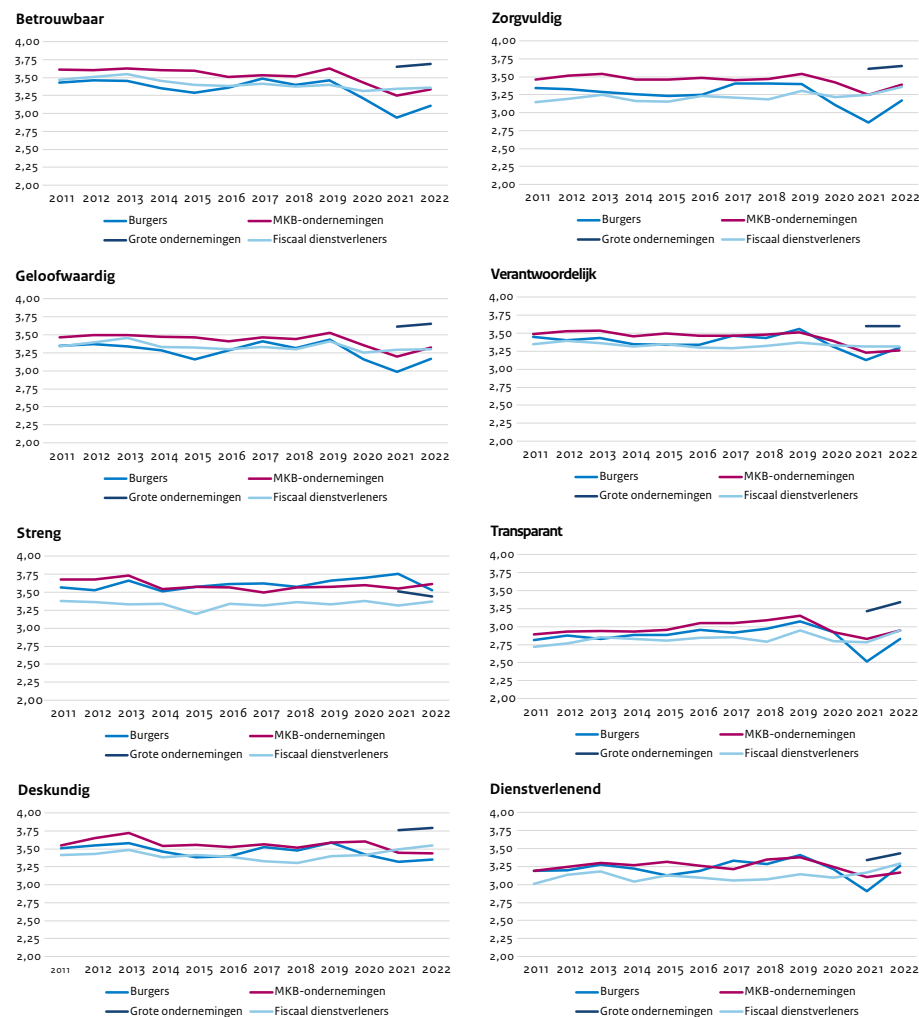 Betrouwbaar
4,00
3,75
3,50
3,25
3,00
2,75
2,50
2,25
2,00
2011 2012 2013 2014 2015 2016 2017 2018 2019 2020 2021 2022
Burgers MKB-ondernemingen
Grote ondernemingen Fiscaal dienstverleners
Zorgvuldig
4,00
3,75
3,50
3,25
3,00
2,75
2,50
2,25
2,00
2011 2012 2013 2014 2015 2016 2017 2018 2019 2020 2021 2022
Burgers MKB-ondernemingen
Grote ondernemingen Fiscaal dienstverleners
Geloofwaardig
4,00
3,75
3,50
3,25
3,00
2,75
2,50
2,25
2,00
2011 2012 2013 2014 2015 2016 2017 2018 2019 2020 2021 2022
Burgers MKB-ondernemingen
Grote ondernemingen Fiscaal dienstverleners
Verantwoordelijk
4,00
3,75
3,50
3,25
3,00
2,75
2,50
2,25
2,00
2011 2012 2013 2014 2015 2016 2017 2018 2019 2020 2021 2022
Burgers MKB-ondernemingen
Grote ondernemingen Fiscaal dienstverleners
Streng
4,00
3,75
3,50
3,25
3,00
2,75
2,50
2,25
2,00
2011 2012 2013 2014 2015 2016 2017 2018 2019 2020 2021 2022
Burgers MKB-ondernemingen
Grote ondernemingen Fiscaal dienstverleners
Transparant
4,00
3,75
3,50
3,25
3,00
2,75
2,50
2,25
2,00
2011 2012 2013 2014 2015 2016 2017 2018 2019 2020 2021 2022
Burgers MKB-ondernemingen
Grote ondernemingen Fiscaal dienstverleners
Deskundig
4,00
3,75
3,50
3,25
3,00
2,75
2,50
2,25
2,00
2011 2012 2013 2014 2015 2016 2017 2018 2019 2020 2021 2022
Burgers MKB-ondernemingen
Grote ondernemingen Fiscaal dienstverleners
Dienstverlenend
4,00
3,75
3,50
3,25
3,00
2,75
2,50
2,25
2,00
2011 2012 2013 2014 2015 2016 2017 2018 2019 2020 2021 2022
Burgers MKB-ondernemingen
Grote ondernemingen Fiscaal dienstverleners